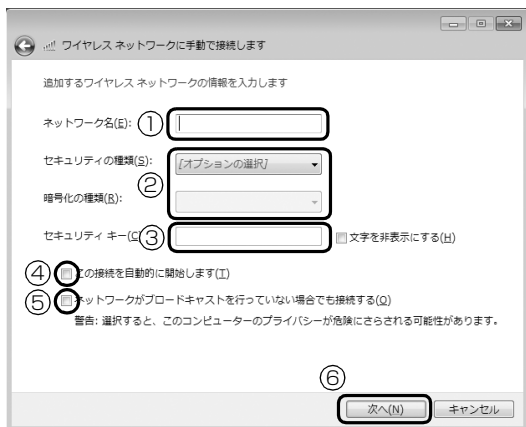 ワイヤレス ネットワークに手動で接続します
追加するワイヤレス ネットワークの情報を入力します
ネットワーク名(E): ①
セキュリティの種類(S): [オプションの選択]
②
暗号化の種類(R):
セキュリティ キー(C ③ 文字を非表示にする(H)
④ この接続を自動的に開始します(T)
⑤ ネットワークがブロードキャストを行っていない場合でも接続する(O)
警告: 選択すると、このコンピューターのプライバシーが危険にさらされる可能性があります。
⑥
次へ(N) キャンセル